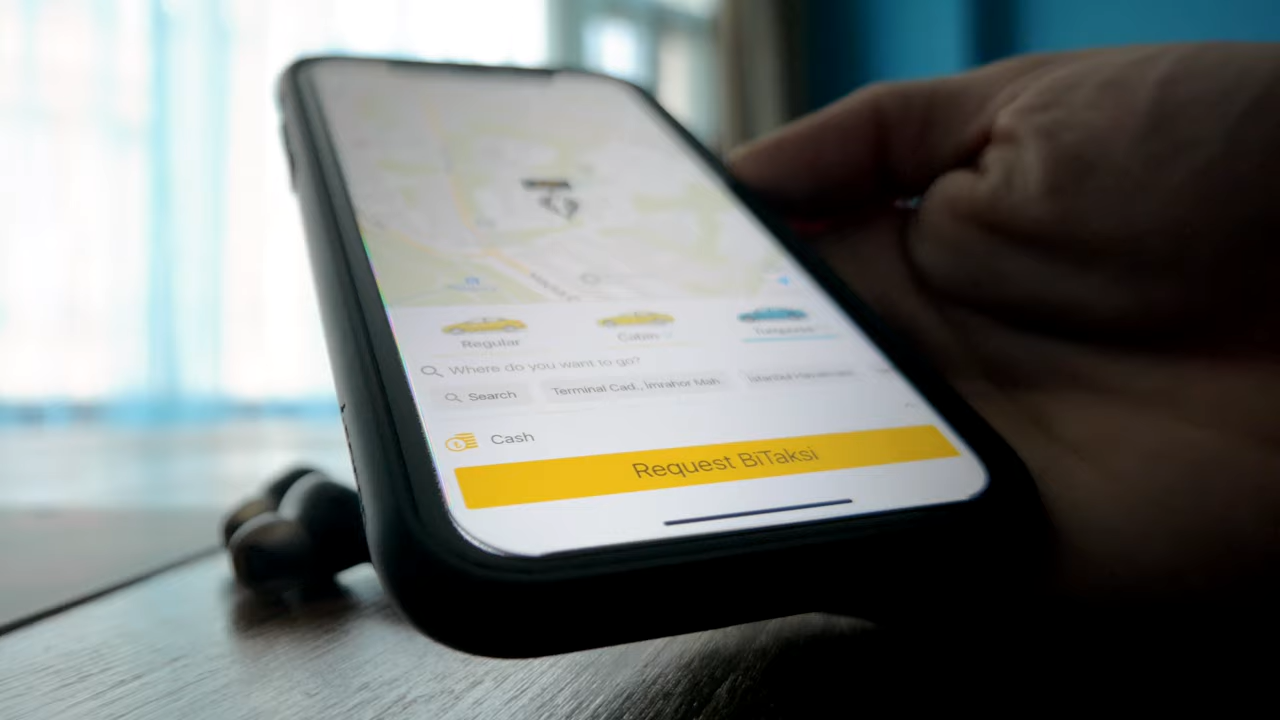 Regular
Where do you want to go?
Search Terminal Cad., İmrahor Mah.
Cash
Request BiTaksi